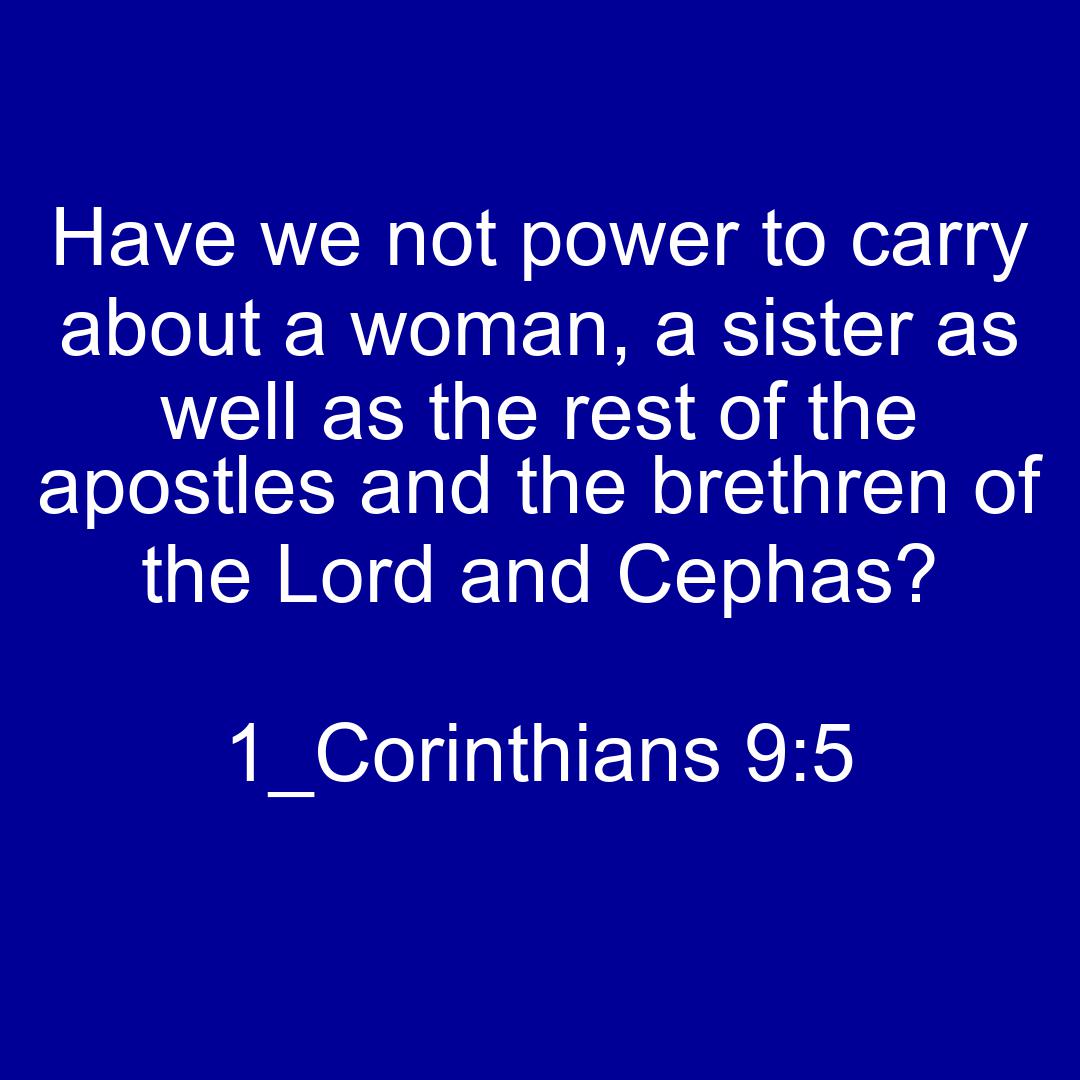 Have we not power to carry
about a woman, a sister as
well as the rest of the
apostles and the brethren of
the Lord and Cephas?
1_Corinthians 9:5